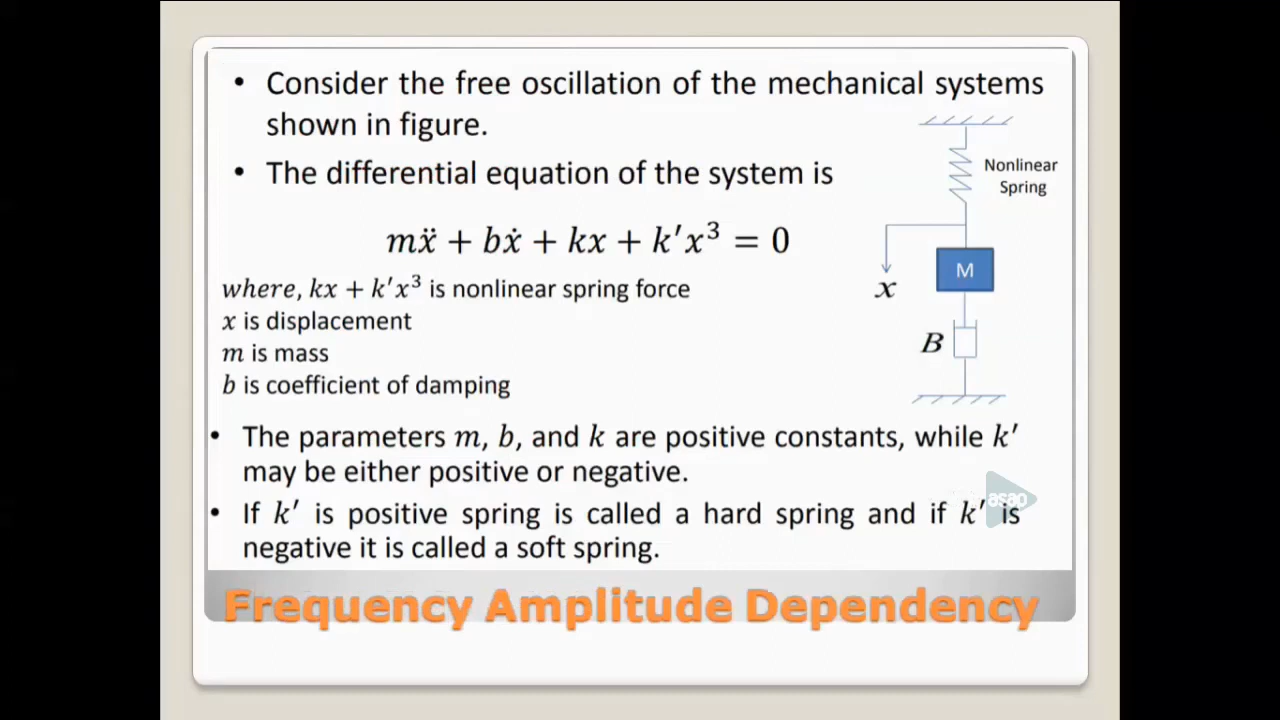 • Consider the free oscillation of the mechanical systems
shown in figure.
• The differential equation of the system is
mẍ + bẋ + kx + k′x³ = 0
where, kx + k′x³ is nonlinear spring force
x is displacement
m is mass
b is coefficient of damping
Nonlinear
Spring
x
M
B
• The parameters m, b, and k are positive constants, while k′
may be either positive or negative.
• If k′ is positive spring is called a hard spring and if k′ is
negative it is called a soft spring.
asap
Frequency Amplitude Dependency